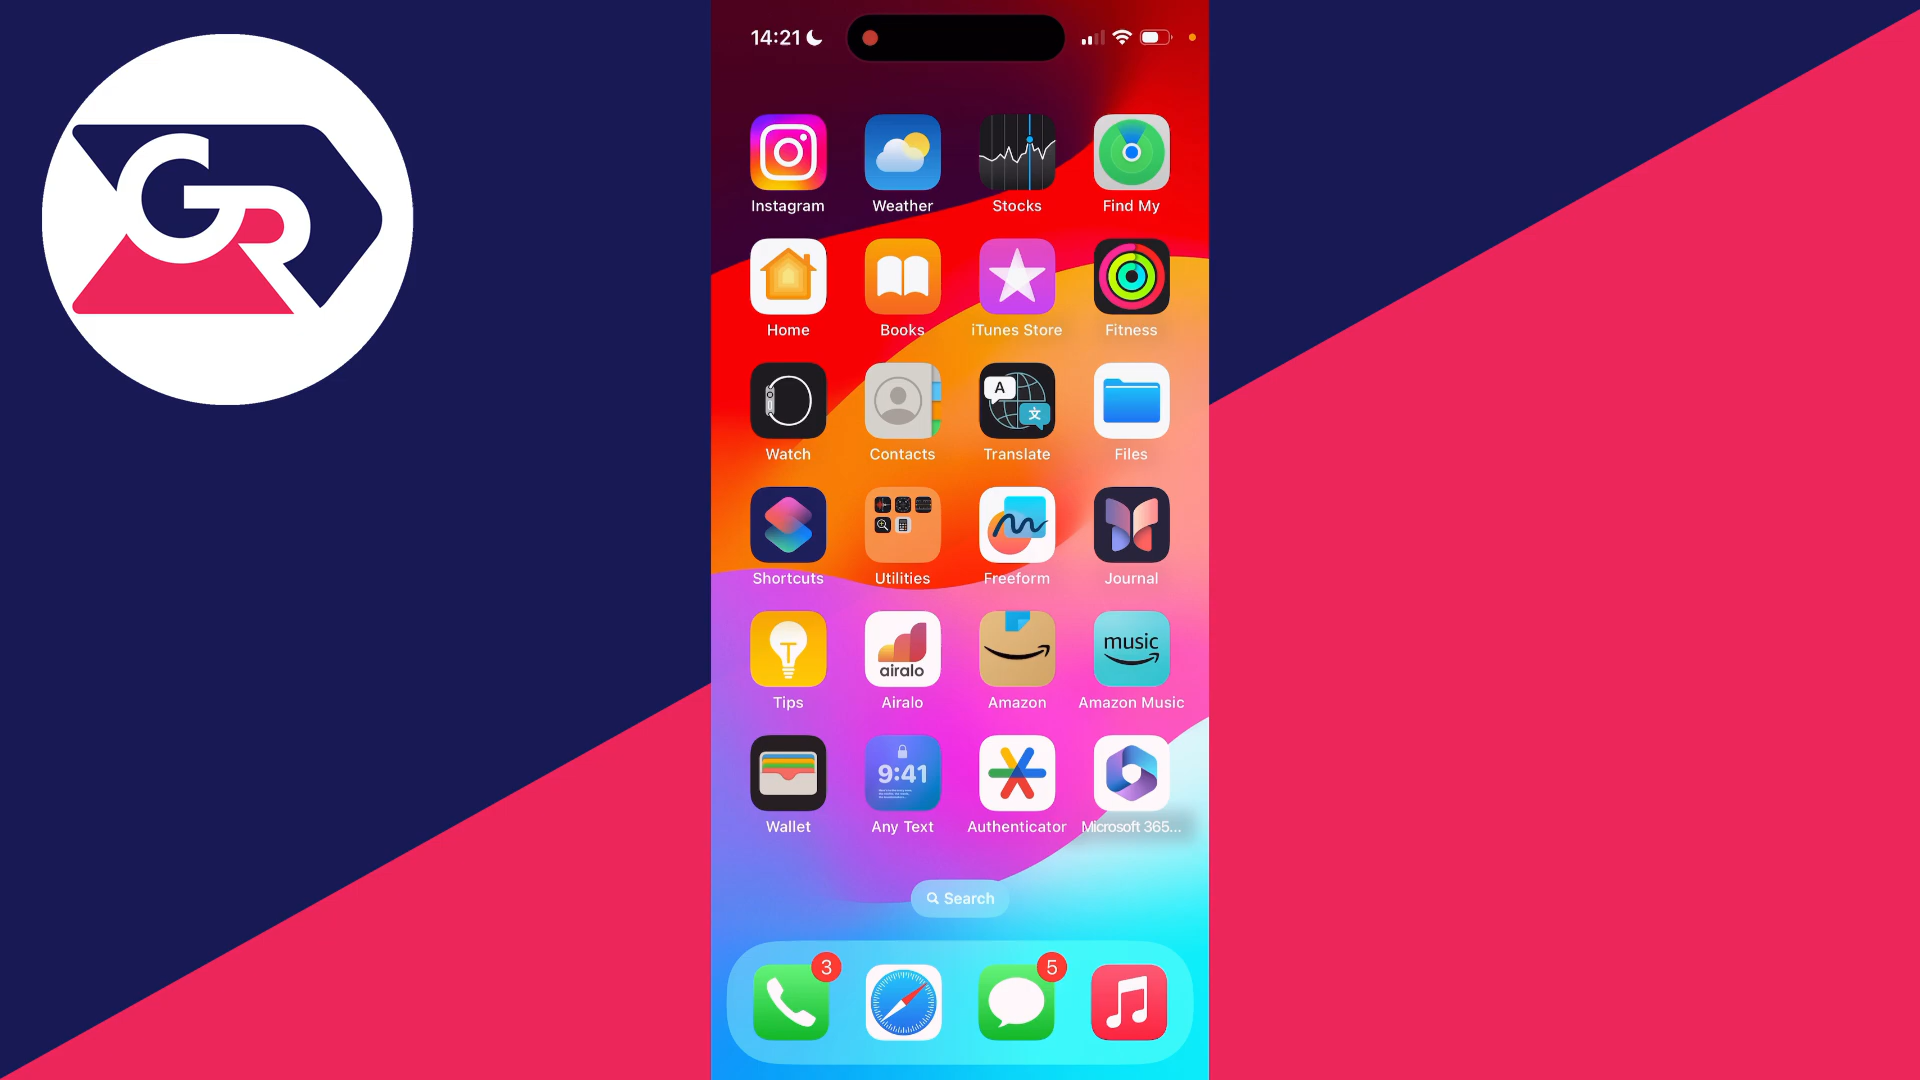 GR
14:21
Instagram Weather Stocks Find My
Home Books iTunes Store Fitness
A
文
Watch Contacts Translate Files
Shortcuts Utilities Freeform Journal
airalo
music
Tips Airalo Amazon Amazon Music
9:41
Wallet Any Text Authenticator Microsoft 365...
Search
3
5